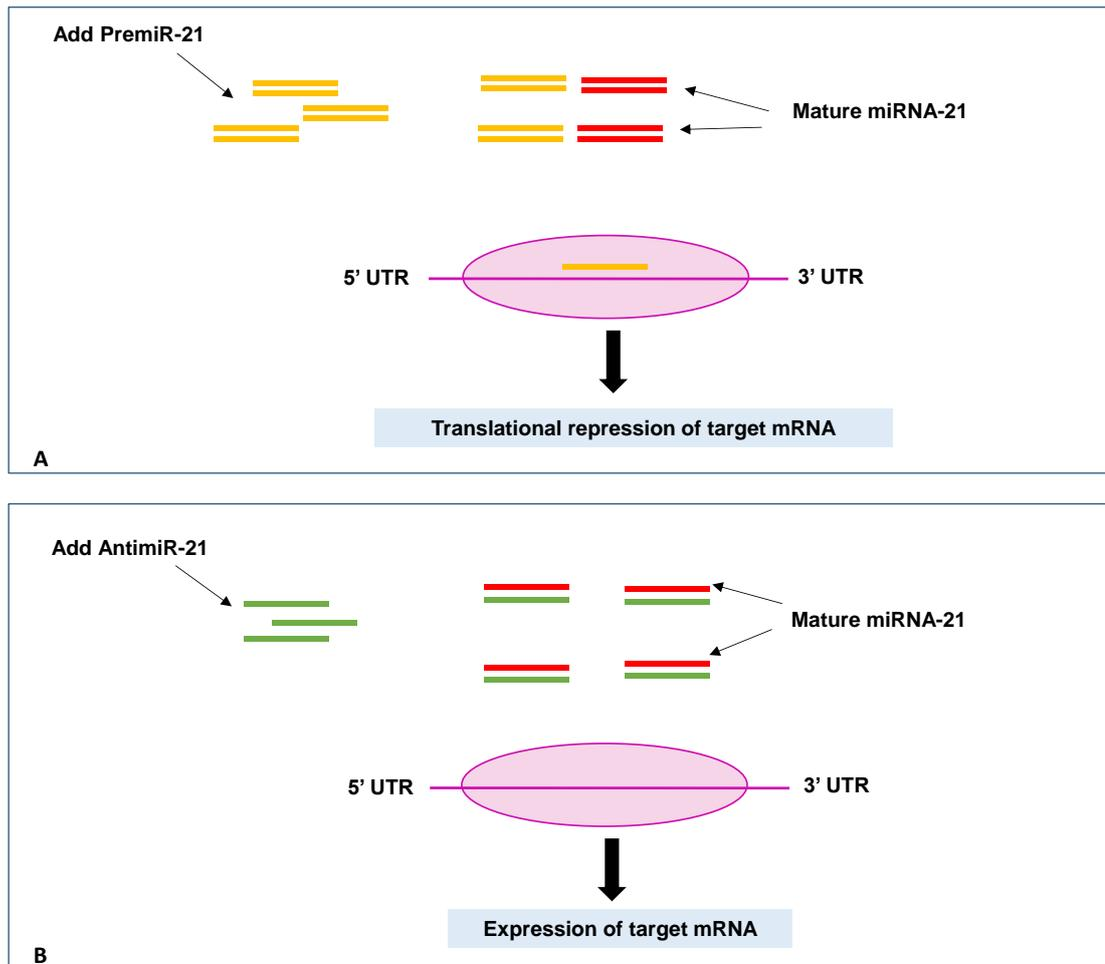 Add PremiR-21
Mature miRNA-21
5’ UTR
3’ UTR
Translational repression of target mRNA
A
Add AntimiR-21
Mature miRNA-21
5’ UTR
3’ UTR
Expression of target mRNA
B